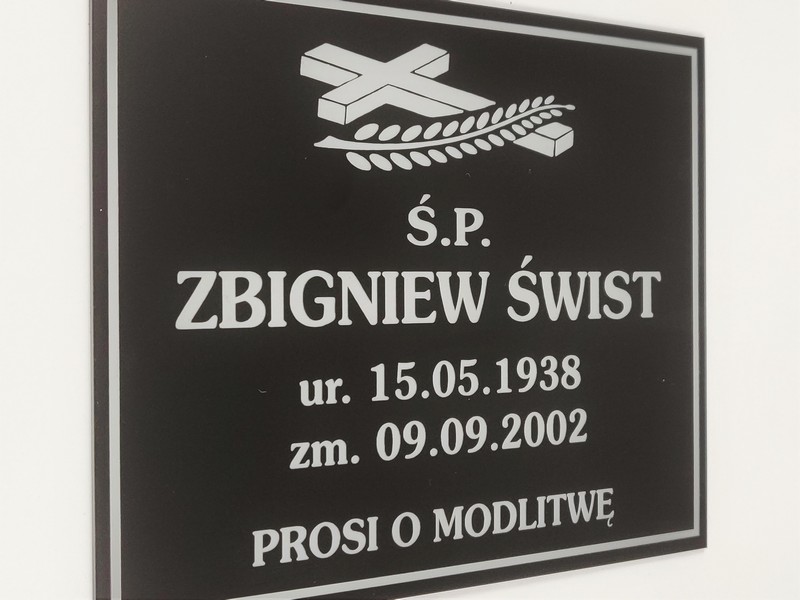 Ś.P.
ZBIGNIEW ŚWIST
ur. 15.05.1938
zm. 09.09.2002
PROSI O MODLITWĘ